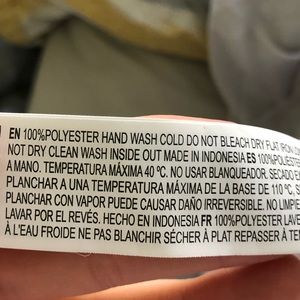 EN 100%POLYESTER HAND WASH COLD DO NOT BLEACH DRY FLAT IRON
NOT DRY CLEAN WASH INSIDE OUT MADE IN INDONESIA ES 100%POLIÉST
A MANO. TEMPERATURA MÁXIMA 40 ºC. NO USAR BLANQUEADOR. SECADO
PLANCHAR A UNA TEMPERATURA MÁXIMA DE LA BASE DE 110 ºC.
PLANCHAR CON VAPOR PUEDE CAUSAR DAÑO IRREVERSIBLE. NO LIMPIE
LAVAR POR EL REVÉS. HECHO EN INDONESIA FR 100%POLYESTER LAVE
À L'EAU FROIDE NE PAS BLANCHIR SÉCHER À PLAT REPASSER À